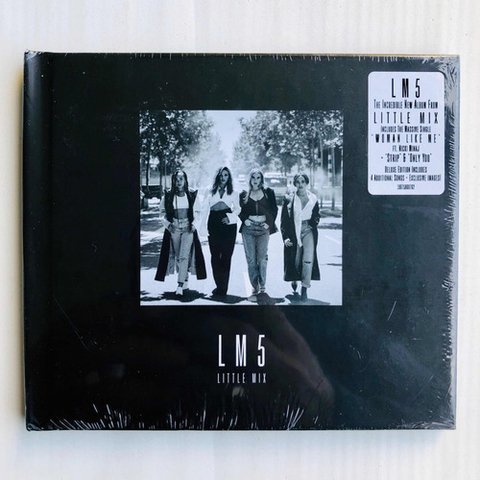 LM5
THE INCREDIBLE NEW ALBUM FROM
LITTLE MIX
INCLUDES THE MASSIVE SINGLE
"WOMAN LIKE ME"
FT. NICKI MINAJ
+ "STRIP" & "ONLY YOU"
DELUXE EDITION INCLUDES
4 ADDITIONAL SONGS + EXCLUSIVE IMAGES!
LM5
LITTLE MIX